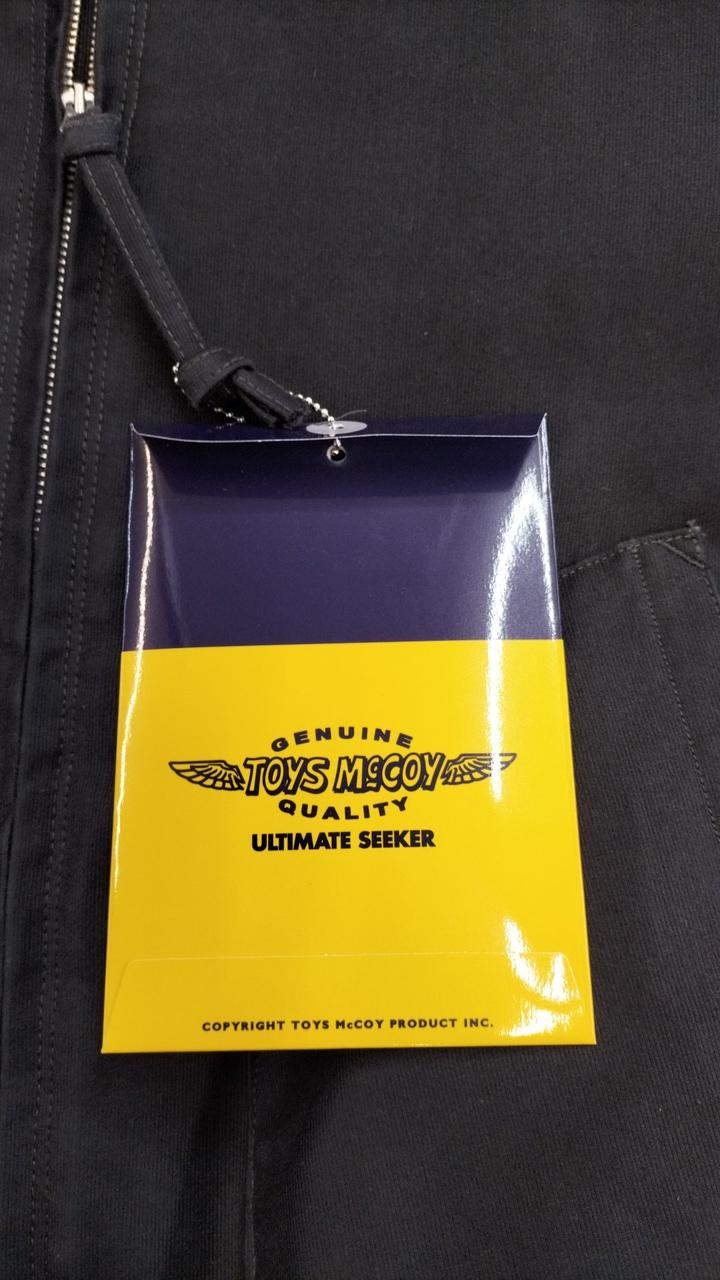 GENUINE
TOYS McCOY
QUALITY
ULTIMATE SEEKER
COPYRIGHT TOYS McCOY PRODUCT INC.